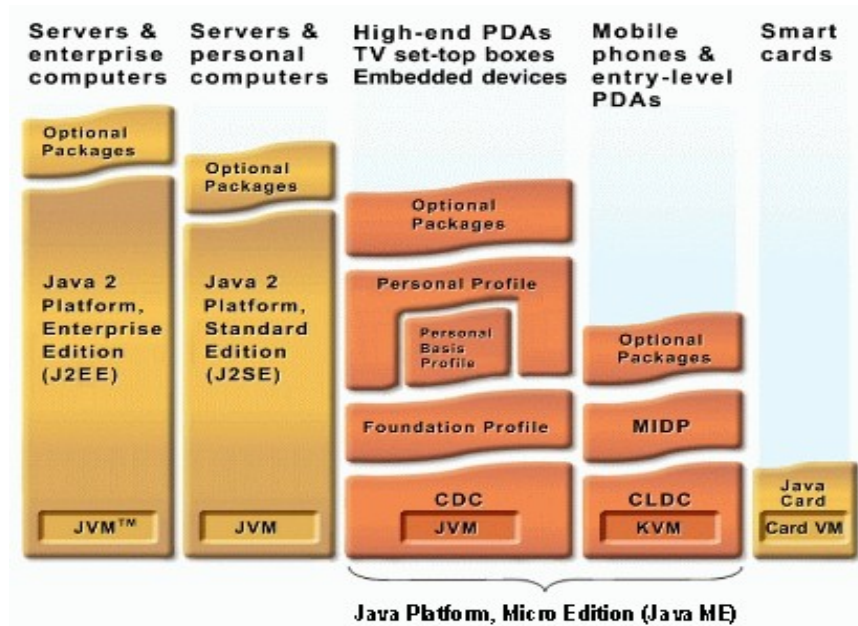 Servers &
enterprise
computers
Servers &
personal
computers
High-end PDAs
TV set-top boxes
Embedded devices
Mobile
phones &
entry-level
PDAs
Smart
cards
Optional
Packages
Java 2
Platform,
Enterprise
Edition
(J2EE)
JVM™
Optional
Packages
Java 2
Platform,
Standard
Edition
(J2SE)
JVM
Optional
Packages
Personal Profile
Personal
Basis
Profile
Foundation Profile
CDC
JVM
Optional
Packages
MIDP
CLDC
KVM
Java
Card
Card VM
Java Platform, Micro Edition (Java ME)